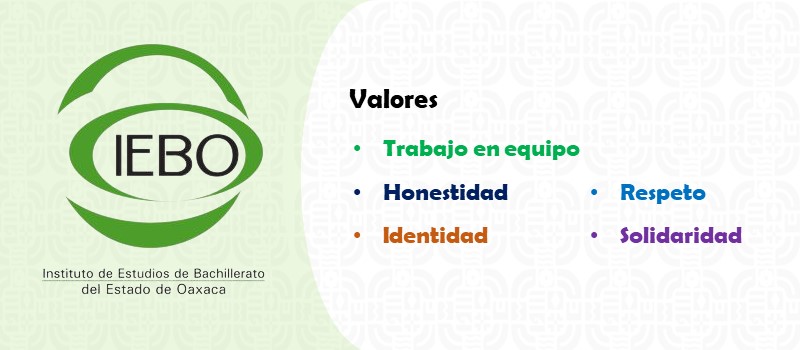 IEBO
Instituto de Estudios de Bachillerato
del Estado de Oaxaca
Valores
• Trabajo en equipo
• Honestidad
• Identidad
• Respeto
• Solidaridad